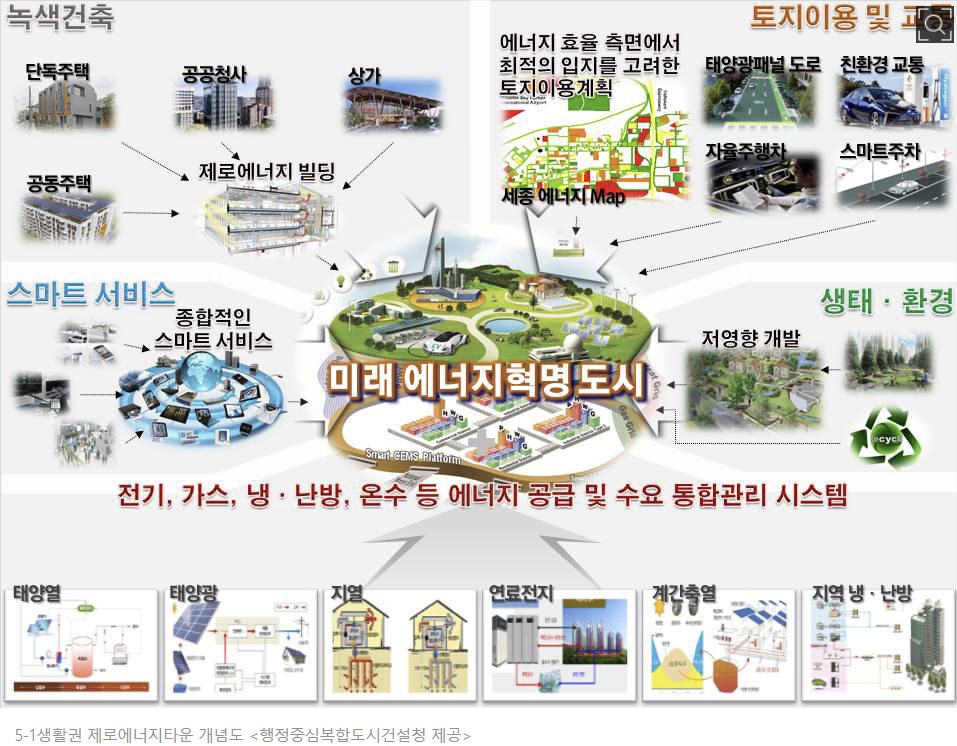 녹색건축
토지이용 및 교통
단독주택
공공청사
상가
공동주택
제로에너지 빌딩
에너지 효율 측면에서
최적의 입지를 고려한
토지이용계획
세종 에너지 Map
태양광패널 도로
친환경 교통
자율주행차
스마트주차
스마트 서비스
종합적인
스마트 서비스
생태 · 환경
저영향 개발
미래 에너지혁명 도시
Smart CEMS Platform
전기, 가스, 냉 · 난방, 온수 등 에너지 공급 및 수요 통합관리 시스템
태양열
태양광
지열
연료전지
계간축열
지역 냉 · 난방
5-1생활권 제로에너지타운 개념도 <행정중심복합도시건설청 제공>